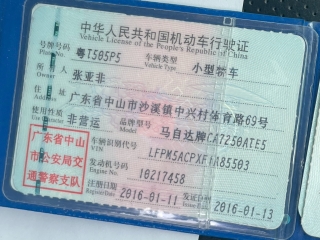 中华人民共和国机动车行驶证
Vehicle License of the People's Republic of China
号牌号码 粤T505P5 车辆类型 小型轿车
Plate No. Vehicle Type
所有人 张亚非
Owner
住址 广东省中山市沙溪镇中兴村体育路69号
Address
使用性质 非营运 品牌型号 马自达牌CA7250ATE5
Use Character Model
广东省中山 车辆识别代号
VIN
市公安局交 发动机号码 10217458
Engine No.
通警察支队 注册日期 2016-01-11 2016-01-13
Register Date